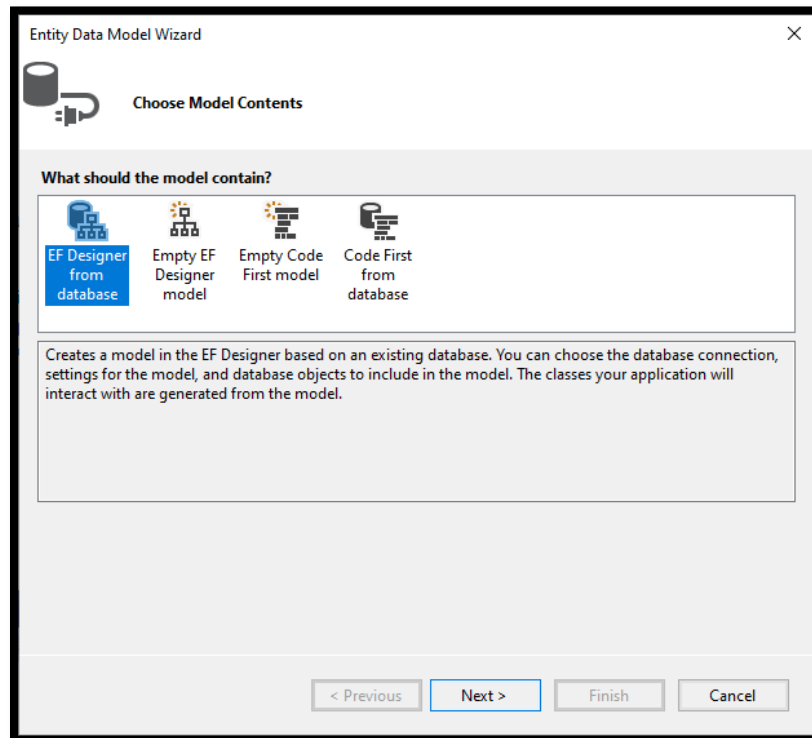 Entity Data Model Wizard
Choose Model Contents
What should the model contain?
EF Designer
from
database
Empty EF
Designer
model
Empty Code
First model
Code First
from
database
Creates a model in the EF Designer based on an existing database. You can choose the database connection,
settings for the model, and database objects to include in the model. The classes your application will
interact with are generated from the model.
< Previous
Next >
Finish
Cancel